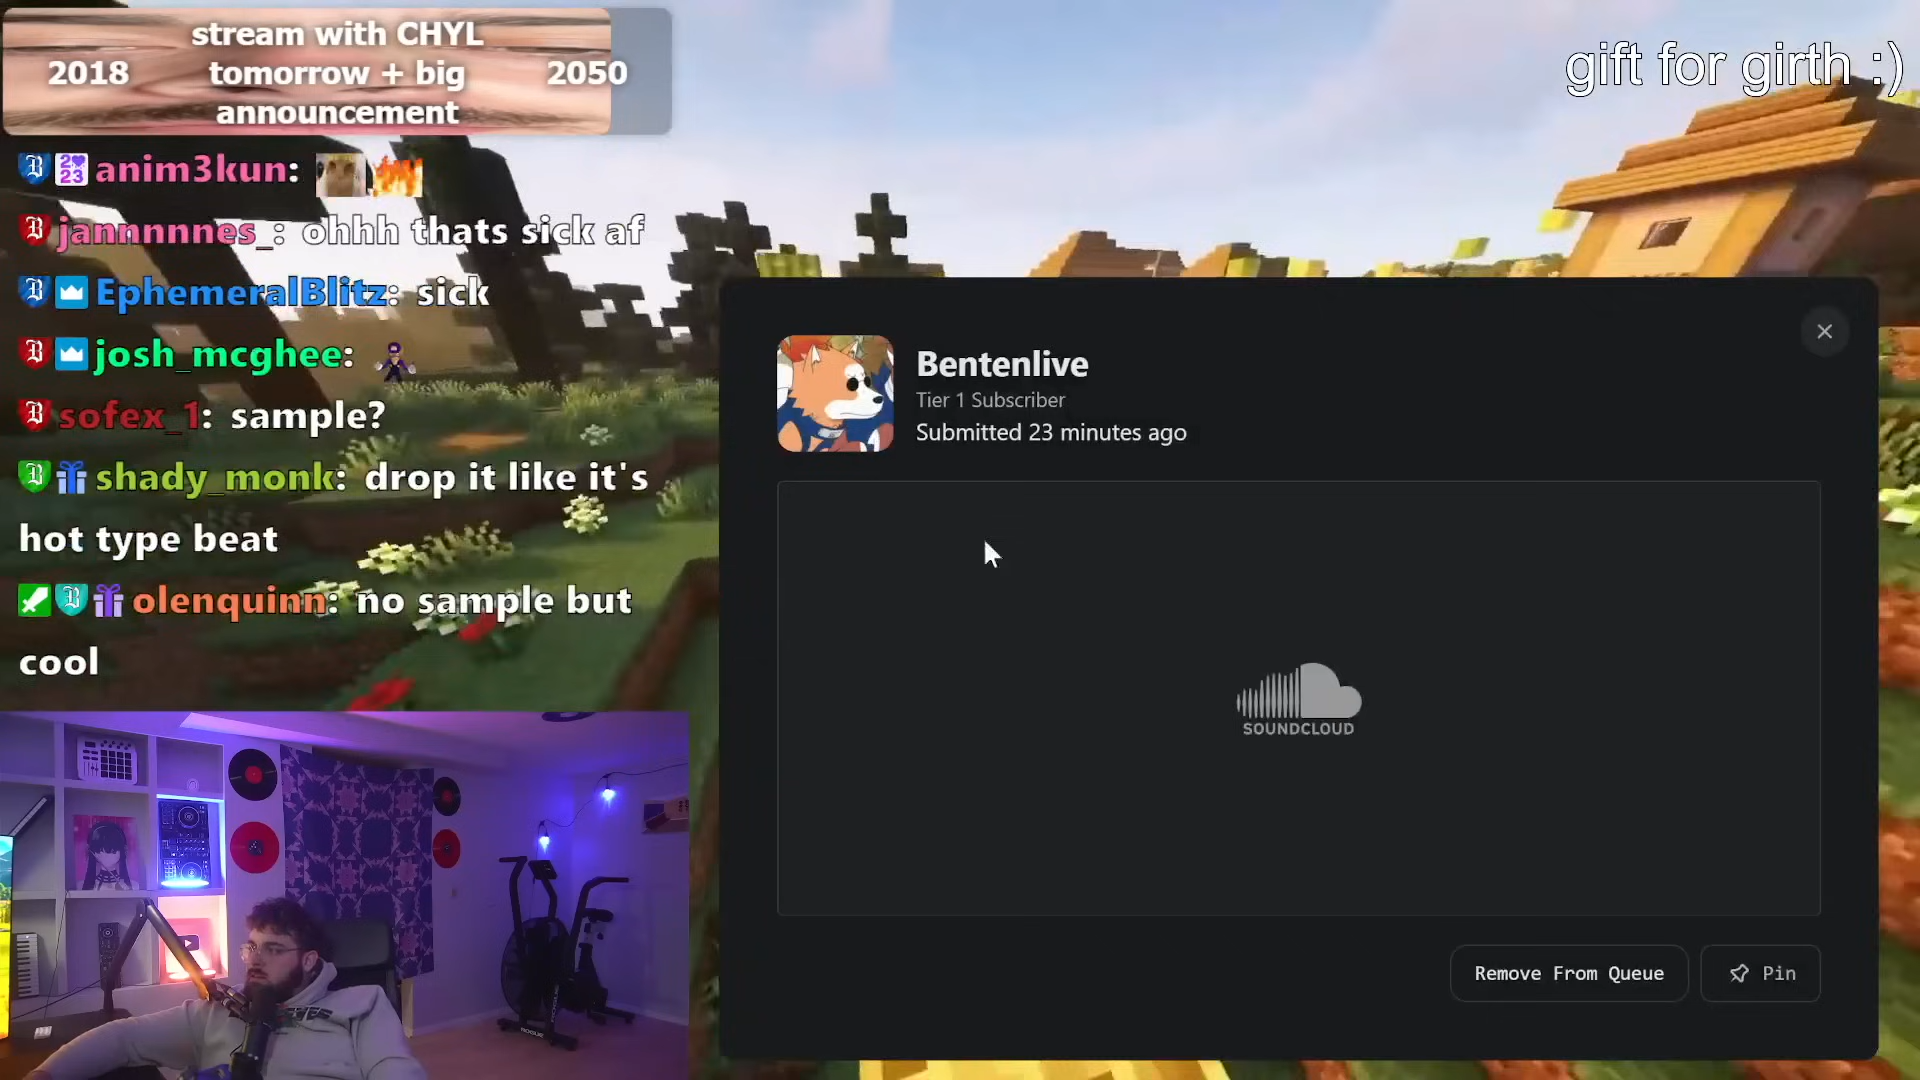 stream with CHYL
2018 tomorrow + big 2050
announcement
gift for girth :)
2023 anim3kun:
jannnnnes_: ohhh thats sick af
EphemeralBlitz: sick
josh_mcghee:
sofex_1: sample?
shady_monk: drop it like it's
hot type beat
olenquinn: no sample but
cool
Bentenlive
Tier 1 Subscriber
Submitted 23 minutes ago
SOUNDCLOUD
Remove From Queue
Pin